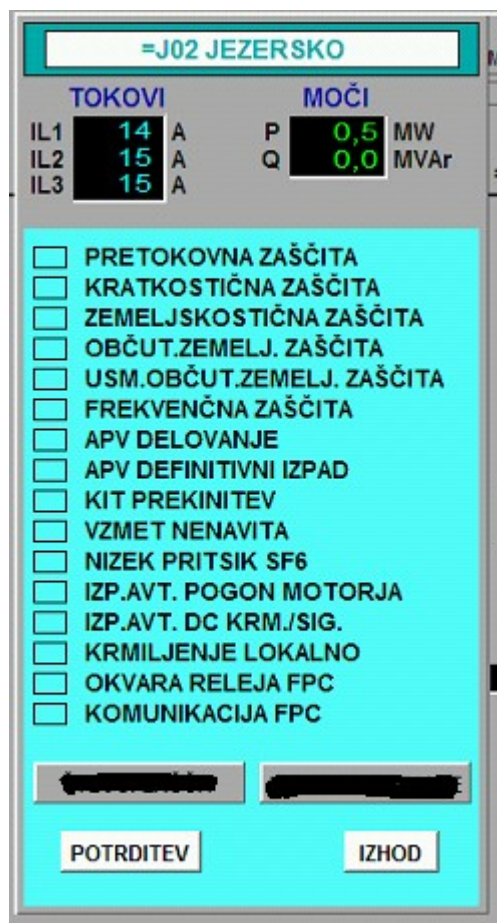 =J02 JEZERSKO
TOKOVI MOČI
IL1 14 A P 0,5 MW
IL2 15 A Q 0,0 MVAr
IL3 15 A
PRETOKOVNA ZAŠČITA
KRATKOSTIČNA ZAŠČITA
ZEMELJSKOSTIČNA ZAŠČITA
OBČUT.ZEMELJ. ZAŠČITA
USM.OBČUT.ZEMELJ. ZAŠČITA
FREKVENČNA ZAŠČITA
APV DELOVANJE
APV DEFINITIVNI IZPAD
KIT PREKINITEV
VZMET NENAVITA
NIZEK PRITSIK SF6
IZP.AVT. POGON MOTORJA
IZP.AVT. DC KRM./SIG.
KRMILJENJE LOKALNO
OKVARA RELEJA FPC
KOMUNIKACIJA FPC
POTRDITEV IZHOD